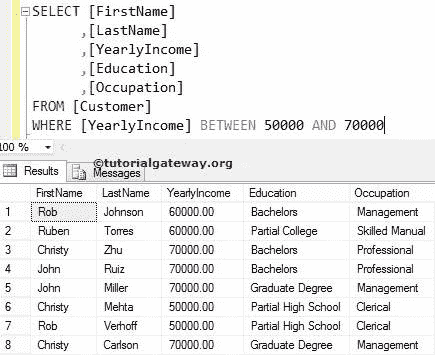 SELECT [FirstName]
,[LastName]
,[YearlyIncome]
,[Education]
,[Occupation]
FROM [Customer]
WHERE [YearlyIncome] BETWEEN 50000 AND 70000
100 %
©tutorialgateway.org
Results Messages
FirstName LastName YearlyIncome Education Occupation
1 Rob Johnson 60000.00 Bachelors Management
2 Ruben Torres 60000.00 Partial College Skilled Manual
3 Christy Zhu 70000.00 Bachelors Professional
4 John Ruiz 70000.00 Bachelors Professional
5 John Miller 70000.00 Graduate Degree Management
6 Christy Mehta 50000.00 Partial High School Clerical
7 Rob Verhoff 50000.00 Partial High School Clerical
8 Christy Carlson 70000.00 Graduate Degree Management